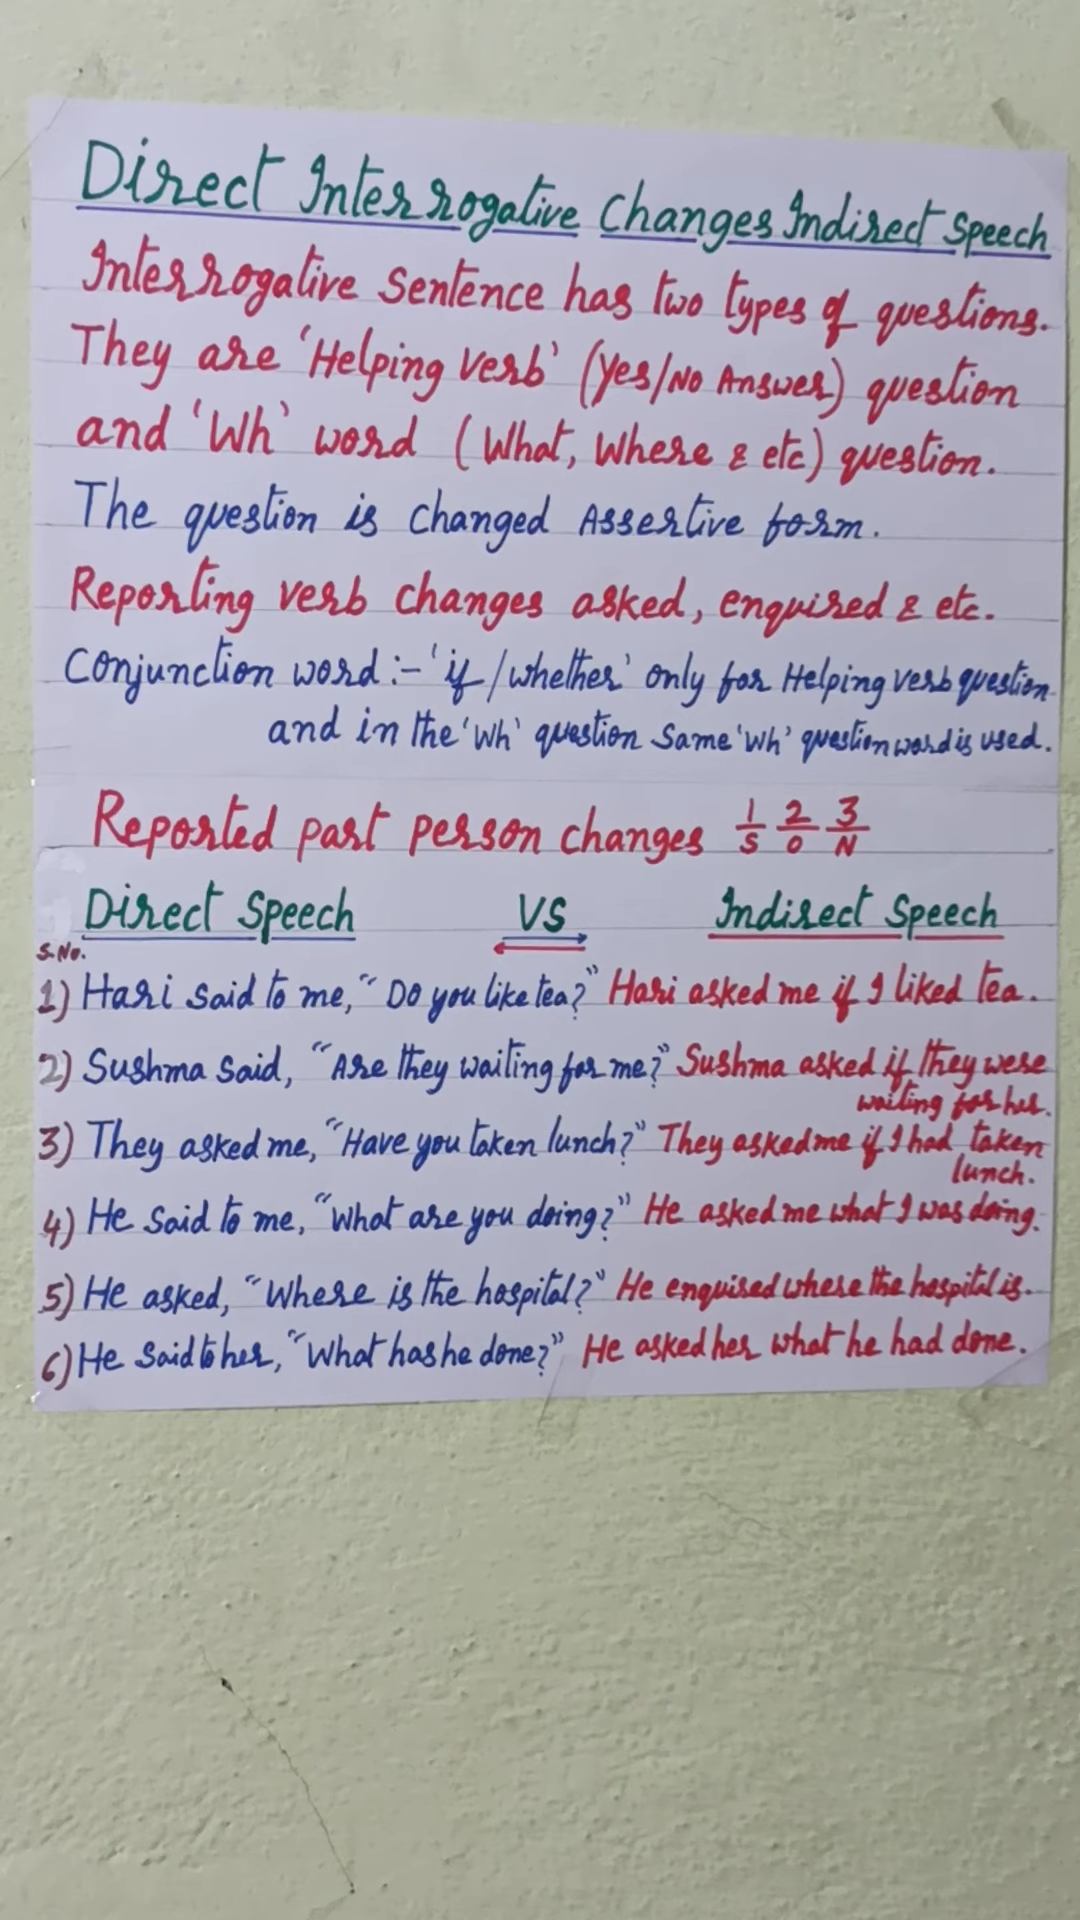 Direct Interrogative Changes Indirect Speech
Interrogative Sentence has two types of questions.
They are 'Helping Verb' (Yes/No Answer) question
and 'Wh' word (What, Where & etc) question.
The question is changed Assertive form.
Reporting verb changes asked, enquired & etc.
Conjunction word :- 'if/whether' only for Helping verb question
and in the 'Wh' question Same 'Wh' question word is used.
Reported part person changes 1/S 2/O 3/N
Direct Speech VS Indirect Speech
S.No.
1) Hari said to me, "Do you like tea?" Hari asked me if I liked tea.
2) Sushma said, "Are they waiting for me?" Sushma asked if they were
waiting for her.
3) They asked me, "Have you taken lunch?" They asked me if I had taken
lunch.
4) He said to me, "What are you doing?" He asked me what I was doing.
5) He asked, "Where is the hospital?" He enquired where the hospital is.
6) He said to her, "What has he done?" He asked her what he had done.